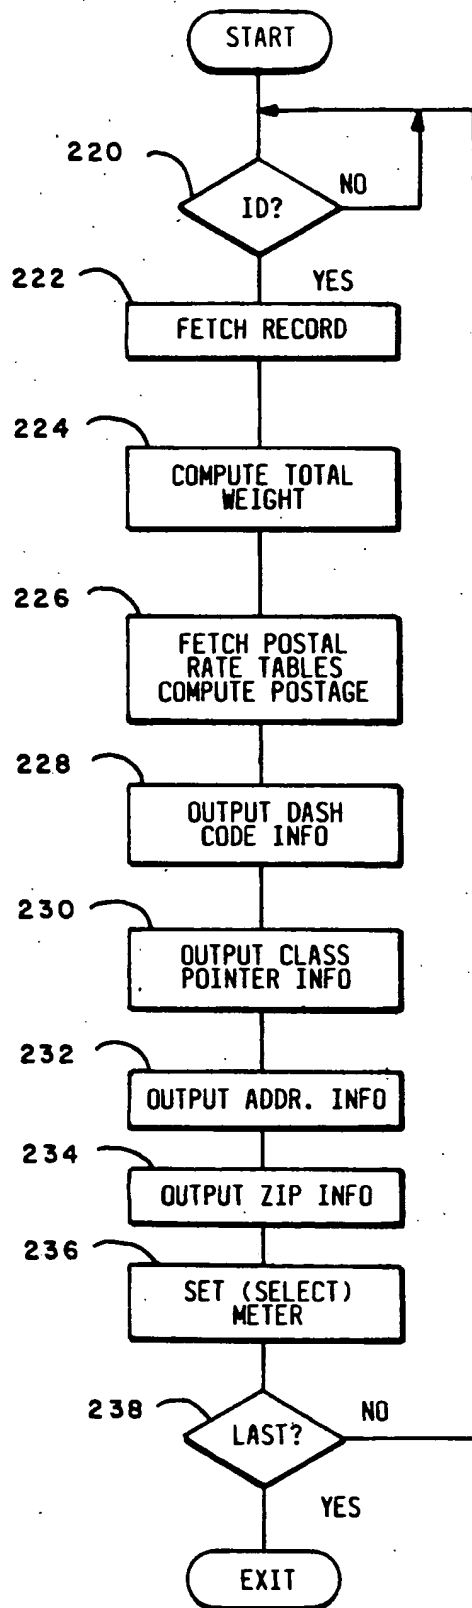 START
220
ID?
NO
YES
222
FETCH RECORD
224
COMPUTE TOTAL
WEIGHT
226
FETCH POSTAL
RATE TABLES
COMPUTE POSTAGE
228
OUTPUT DASH
CODE INFO
230
OUTPUT CLASS
POINTER INFO
232
OUTPUT ADDR. INFO
234
OUTPUT ZIP INFO
236
SET (SELECT)
METER
238
LAST?
NO
YES
EXIT